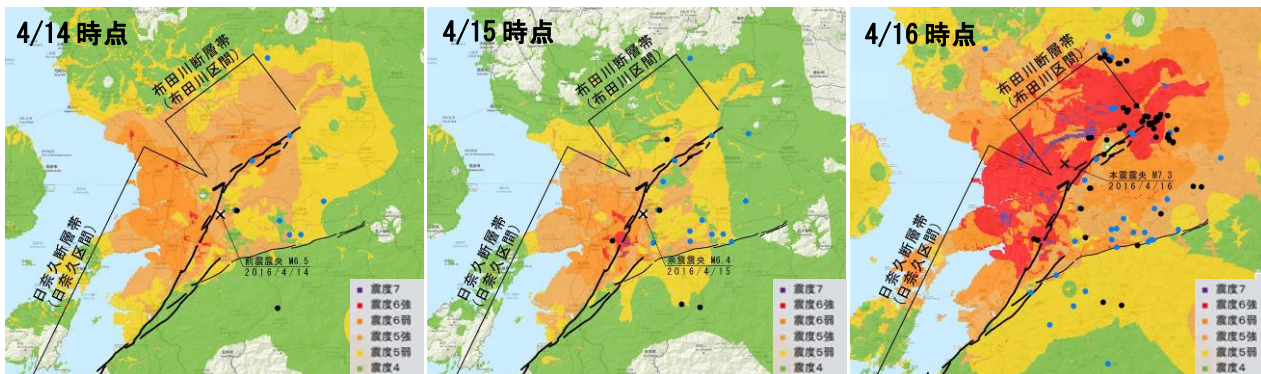 4/14 時点
布田川断層帯
(布田川区間)
日奈久断層帯
(日奈久区間)
前震震央 M6.5
2016/4/14
震度7
震度6強
震度6弱
震度5強
震度5弱
震度4
4/15 時点
布田川断層帯
(布田川区間)
日奈久断層帯
(日奈久区間)
余震震央 M6.4
2016/4/15
震度7
震度6強
震度6弱
震度5強
震度5弱
震度4
4/16 時点
布田川断層帯
(布田川区間)
日奈久断層帯
(日奈久区間)
本震震央 M7.3
2016/4/16
震度7
震度6強
震度6弱
震度5強
震度5弱
震度4